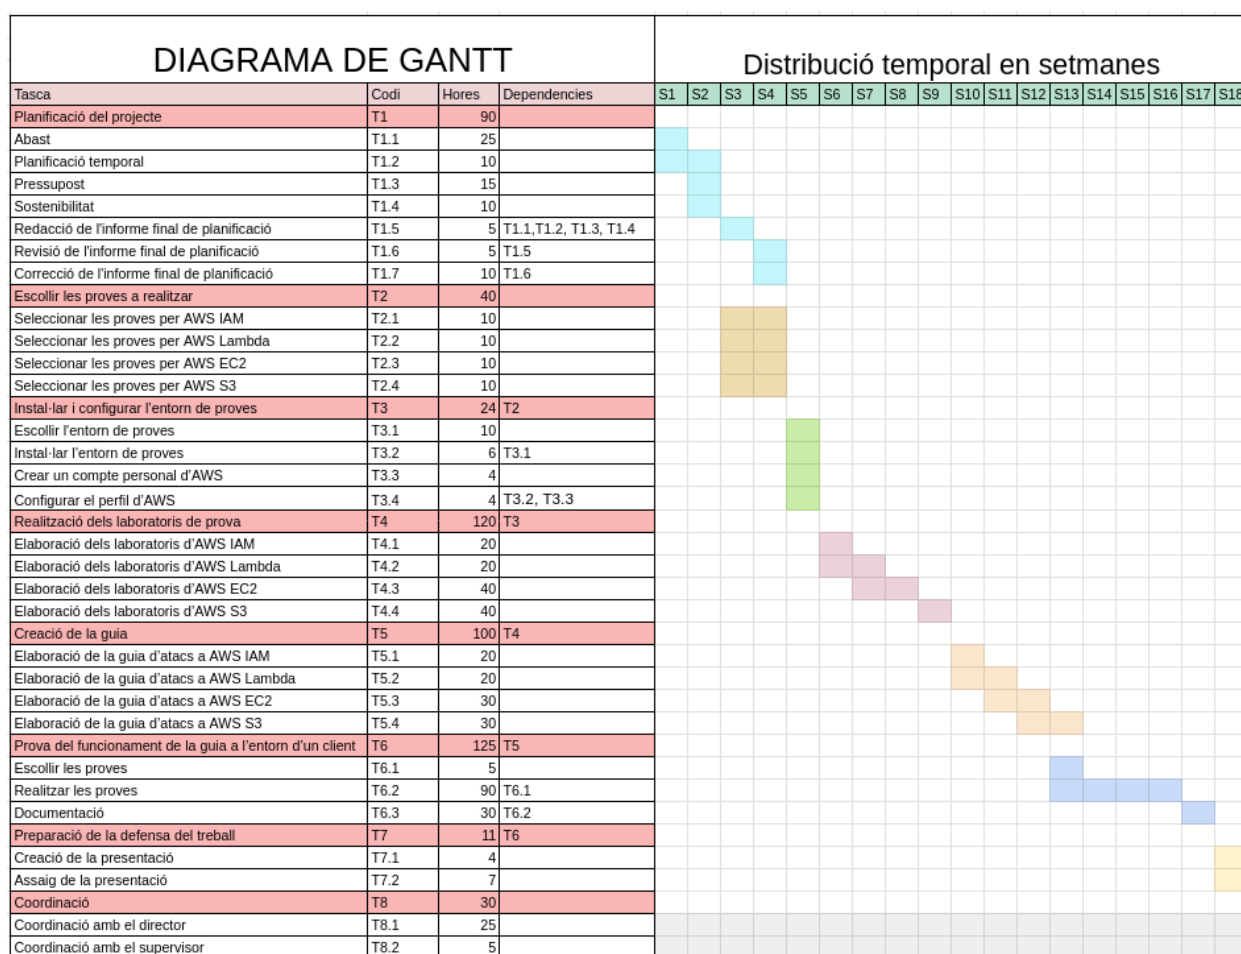 DIAGRAMA DE GANTT Distribució temporal en setmanes
Tasca Codi Hores Dependencies S1 S2 S3 S4 S5 S6 S7 S8 S9 S10 S11 S12 S13 S14 S15 S16 S17 S18
Planificació del projecte T1 90
Abast T1.1 25
Planificació temporal T1.2 10
Pressupost T1.3 15
Sostenibilitat T1.4 10
Redacció de l'informe final de planificació T1.5 5 T1.1,T1.2, T1.3, T1.4
Revisió de l'informe final de planificació T1.6 5 T1.5
Correcció de l'informe final de planificació T1.7 10 T1.6
Escollir les proves a realitzar T2 40
Seleccionar les proves per AWS IAM T2.1 10
Seleccionar les proves per AWS Lambda T2.2 10
Seleccionar les proves per AWS EC2 T2.3 10
Seleccionar les proves per AWS S3 T2.4 10
Instal·lar i configurar l'entorn de proves T3 24 T2
Escollir l'entorn de proves T3.1 10
Instal·lar l'entorn de proves T3.2 6 T3.1
Crear un compte personal d'AWS T3.3 4
Configurar el perfil d'AWS T3.4 4 T3.2, T3.3
Realització dels laboratoris de prova T4 120 T3
Elaboració dels laboratoris d'AWS IAM T4.1 20
Elaboració dels laboratoris d'AWS Lambda T4.2 20
Elaboració dels laboratoris d'AWS EC2 T4.3 40
Elaboració dels laboratoris d'AWS S3 T4.4 40
Creació de la guia T5 100 T4
Elaboració de la guia d'atacs a AWS IAM T5.1 20
Elaboració de la guia d'atacs a AWS Lambda T5.2 20
Elaboració de la guia d'atacs a AWS EC2 T5.3 30
Elaboració de la guia d'atacs a AWS S3 T5.4 30
Prova del funcionament de la guia a l'entorn d'un client T6 125 T5
Escollir les proves T6.1 5
Realitzar les proves T6.2 90 T6.1
Documentació T6.3 30 T6.2
Preparació de la defensa del treball T7 11 T6
Creació de la presentació T7.1 4
Assaig de la presentació T7.2 7
Coordinació T8 30
Coordinació amb el director T8.1 25
Coordinació amb el supervisor T8.2 5